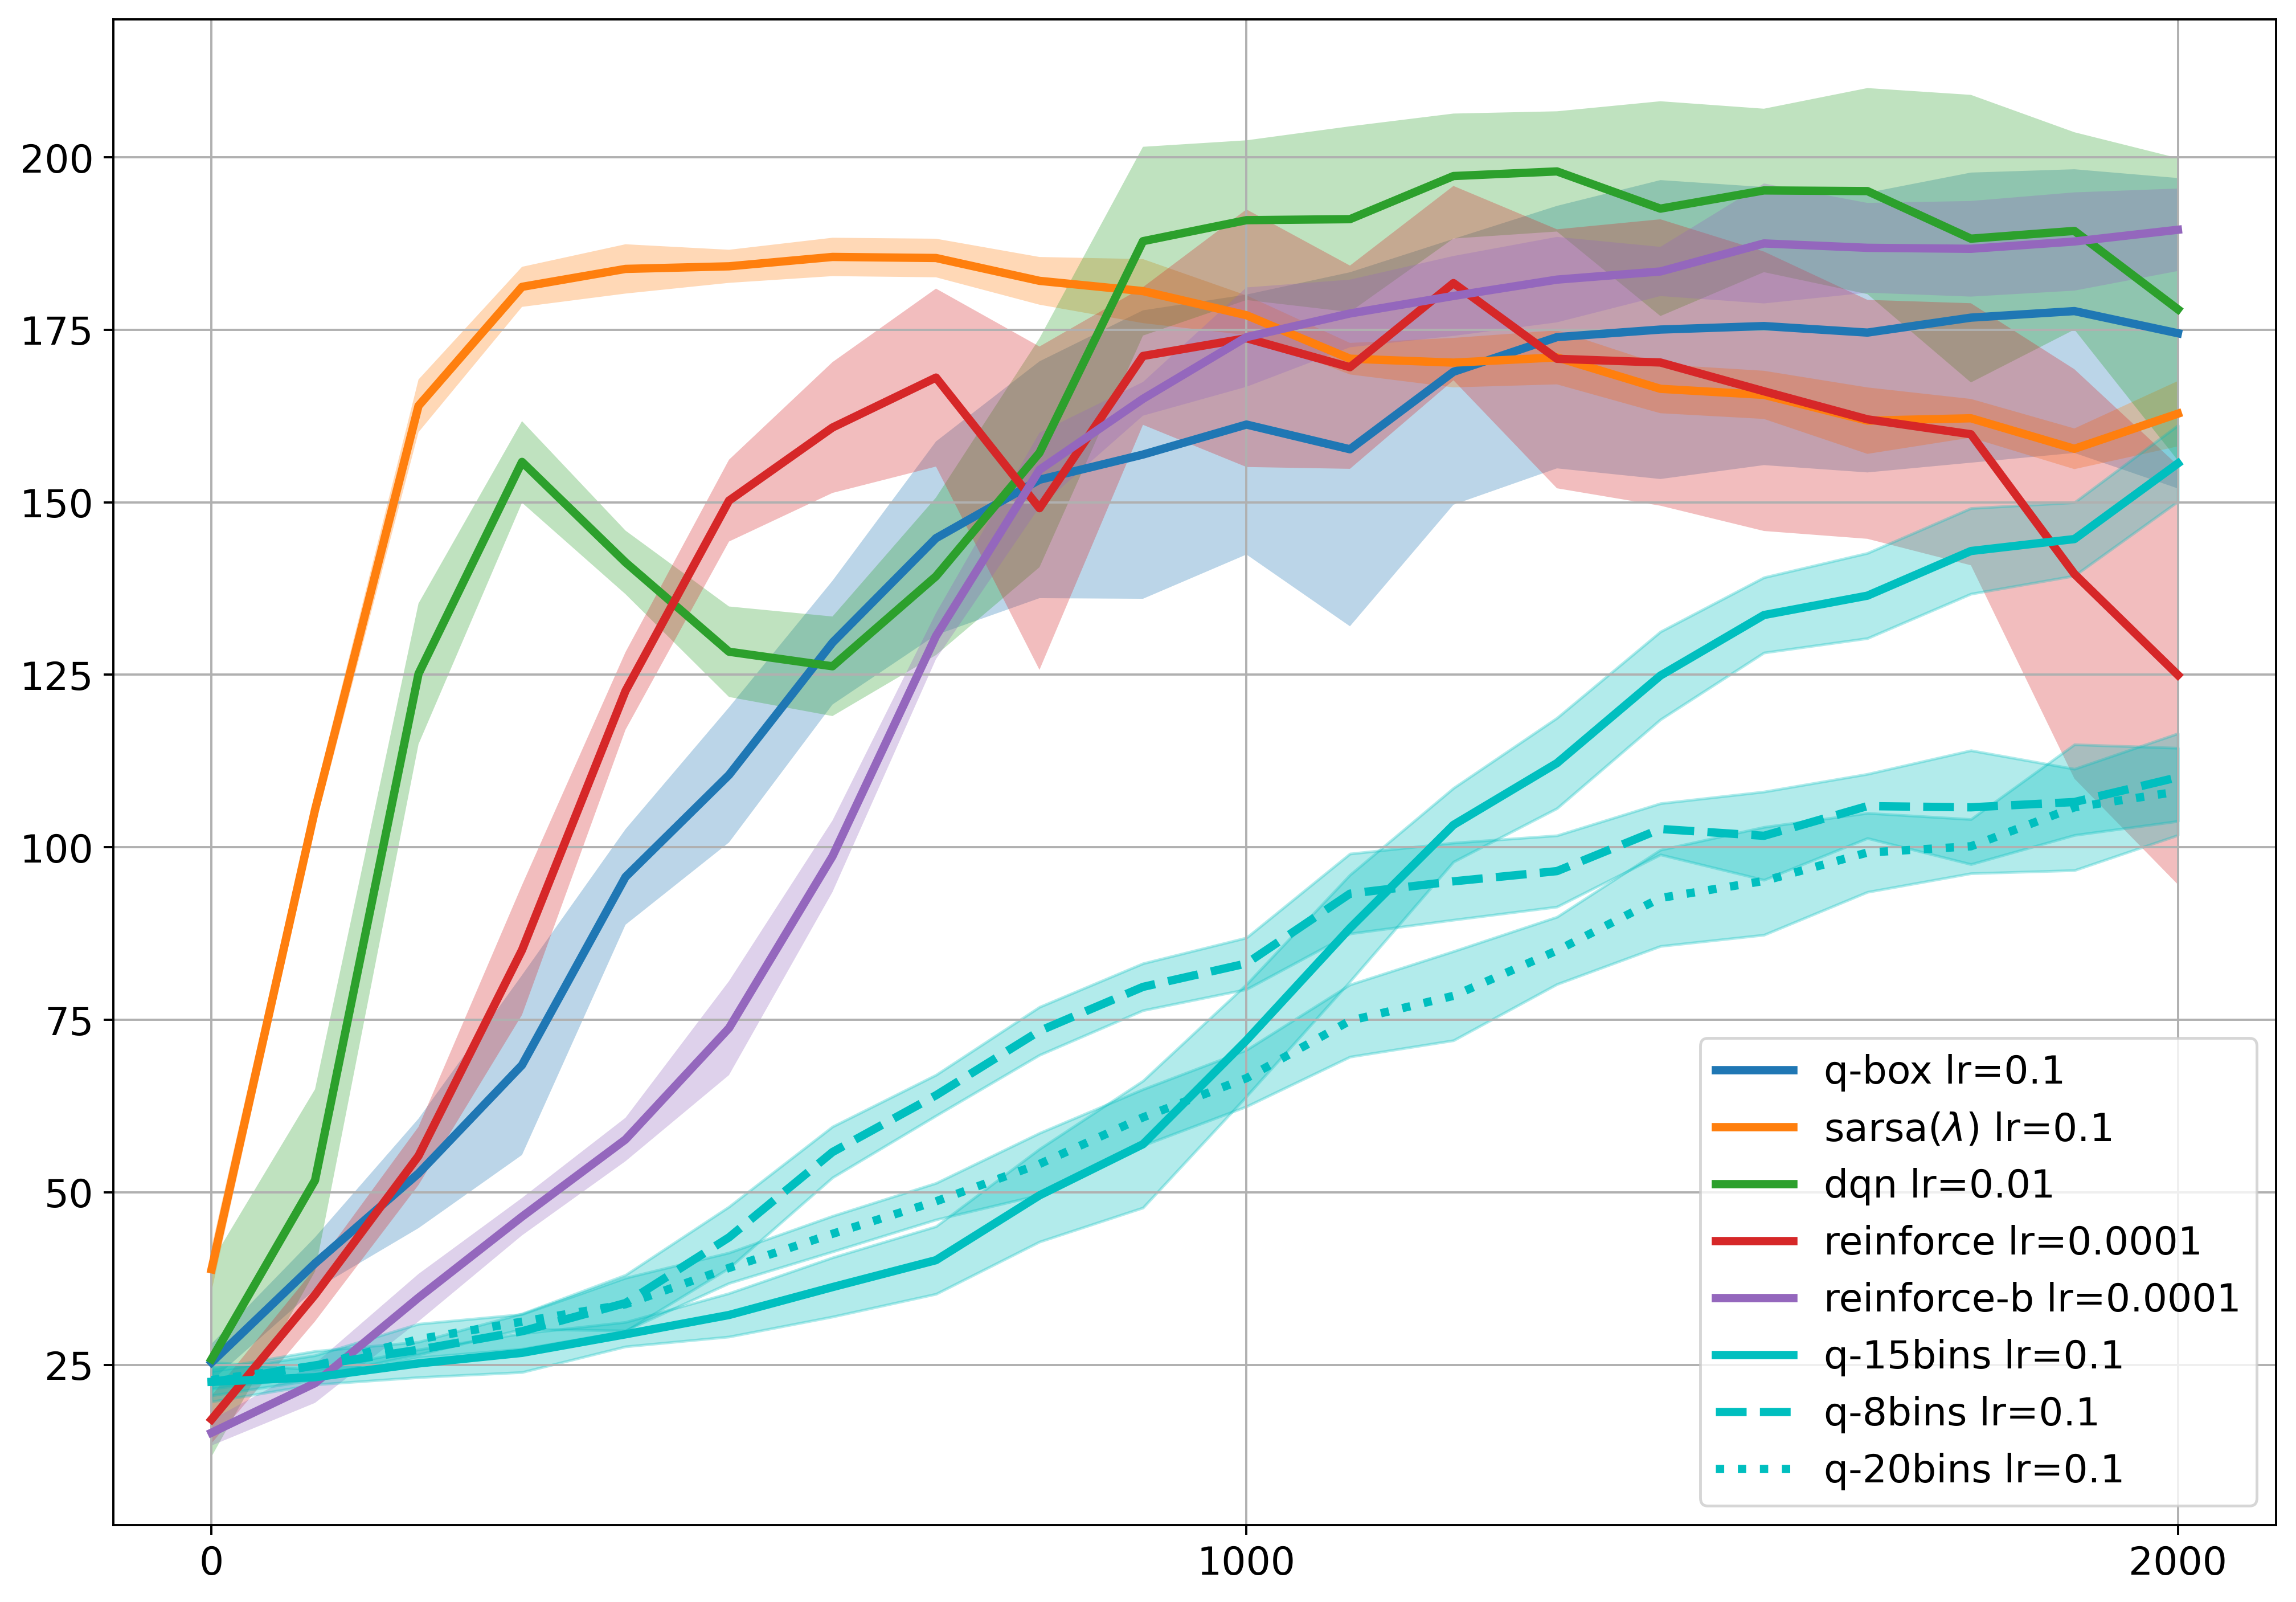 200
175
150
125
100
75
50
25
0
1000
2000
q-box lr=0.1
sarsa(λ) lr=0.1
dqn lr=0.01
reinforce lr=0.0001
reinforce-b lr=0.0001
q-15bins lr=0.1
q-8bins lr=0.1
q-20bins lr=0.1